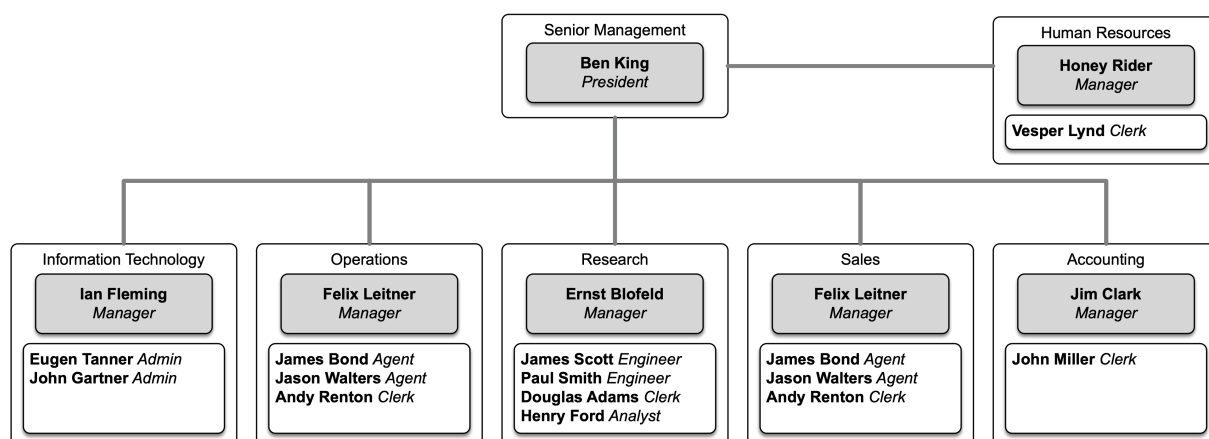 Senior Management
Ben King
President
Human Resources
Honey Rider
Manager
Vesper Lynd Clerk
Information Technology
Ian Fleming
Manager
Eugen Tanner Admin
John Gartner Admin
Operations
Felix Leitner
Manager
James Bond Agent
Jason Walters Agent
Andy Renton Clerk
Research
Ernst Blofeld
Manager
James Scott Engineer
Paul Smith Engineer
Douglas Adams Clerk
Henry Ford Analyst
Sales
Felix Leitner
Manager
James Bond Agent
Jason Walters Agent
Andy Renton Clerk
Accounting
Jim Clark
Manager
John Miller Clerk